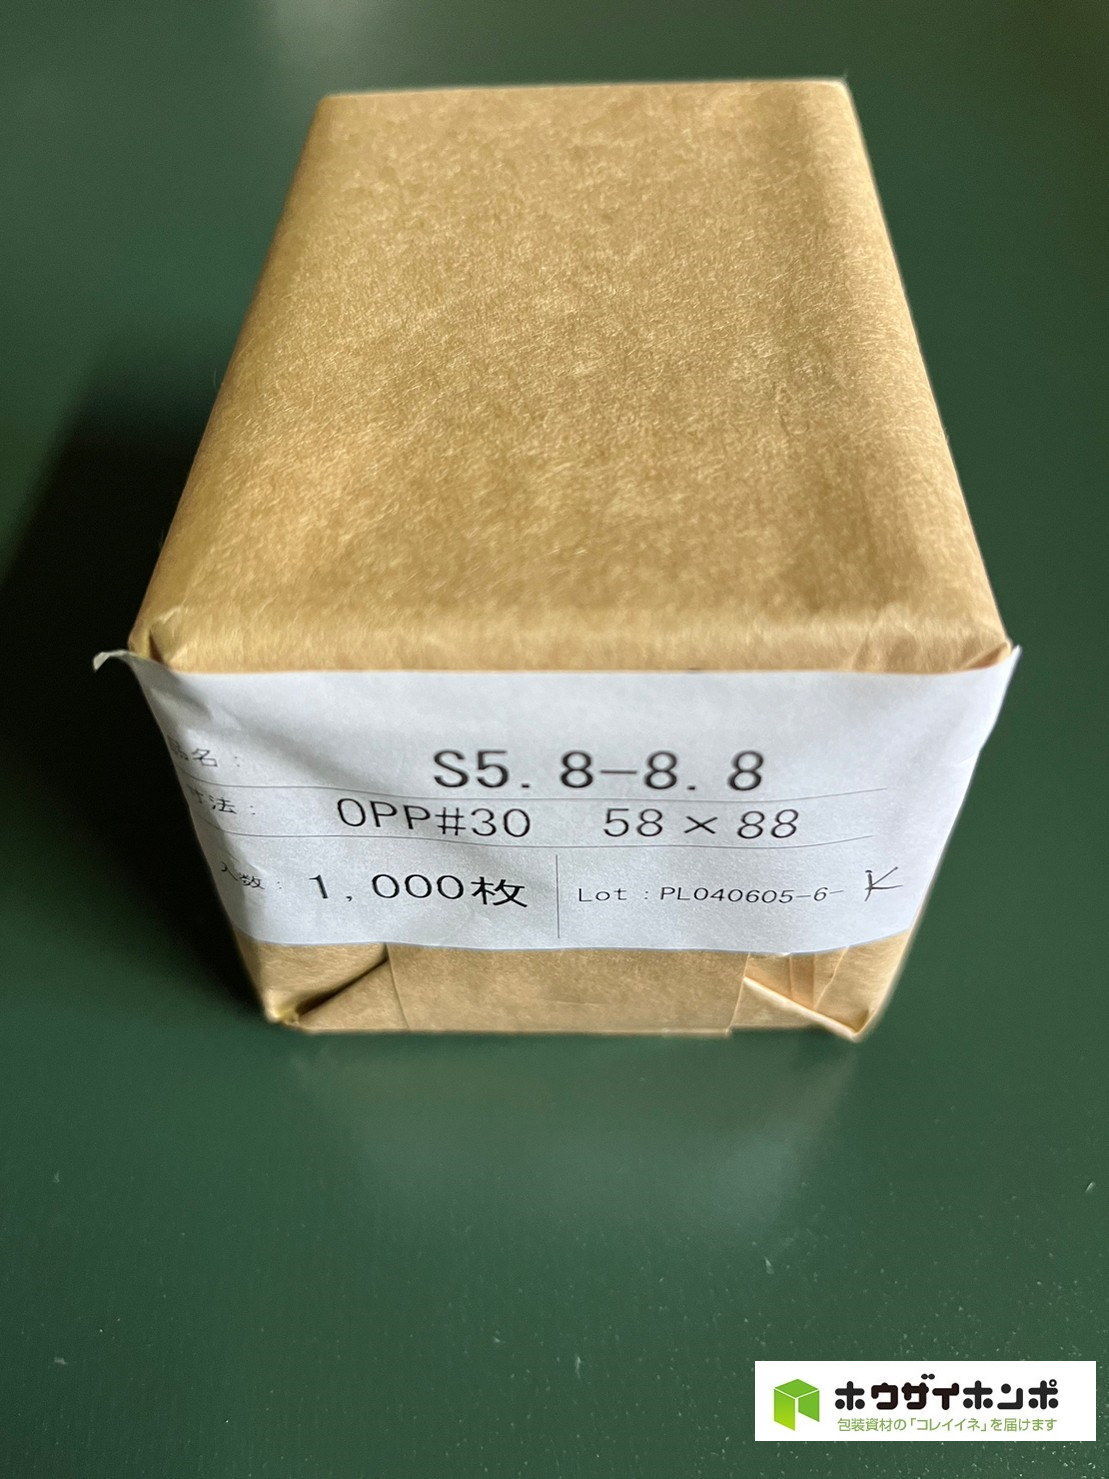 品名: S5.8-8.8
寸法: OPP#30 58×88
入数: 1,000枚 Lot:PL040605-6-K
ホウザイホンポ
包装資材の「コレイイネ」を届けます